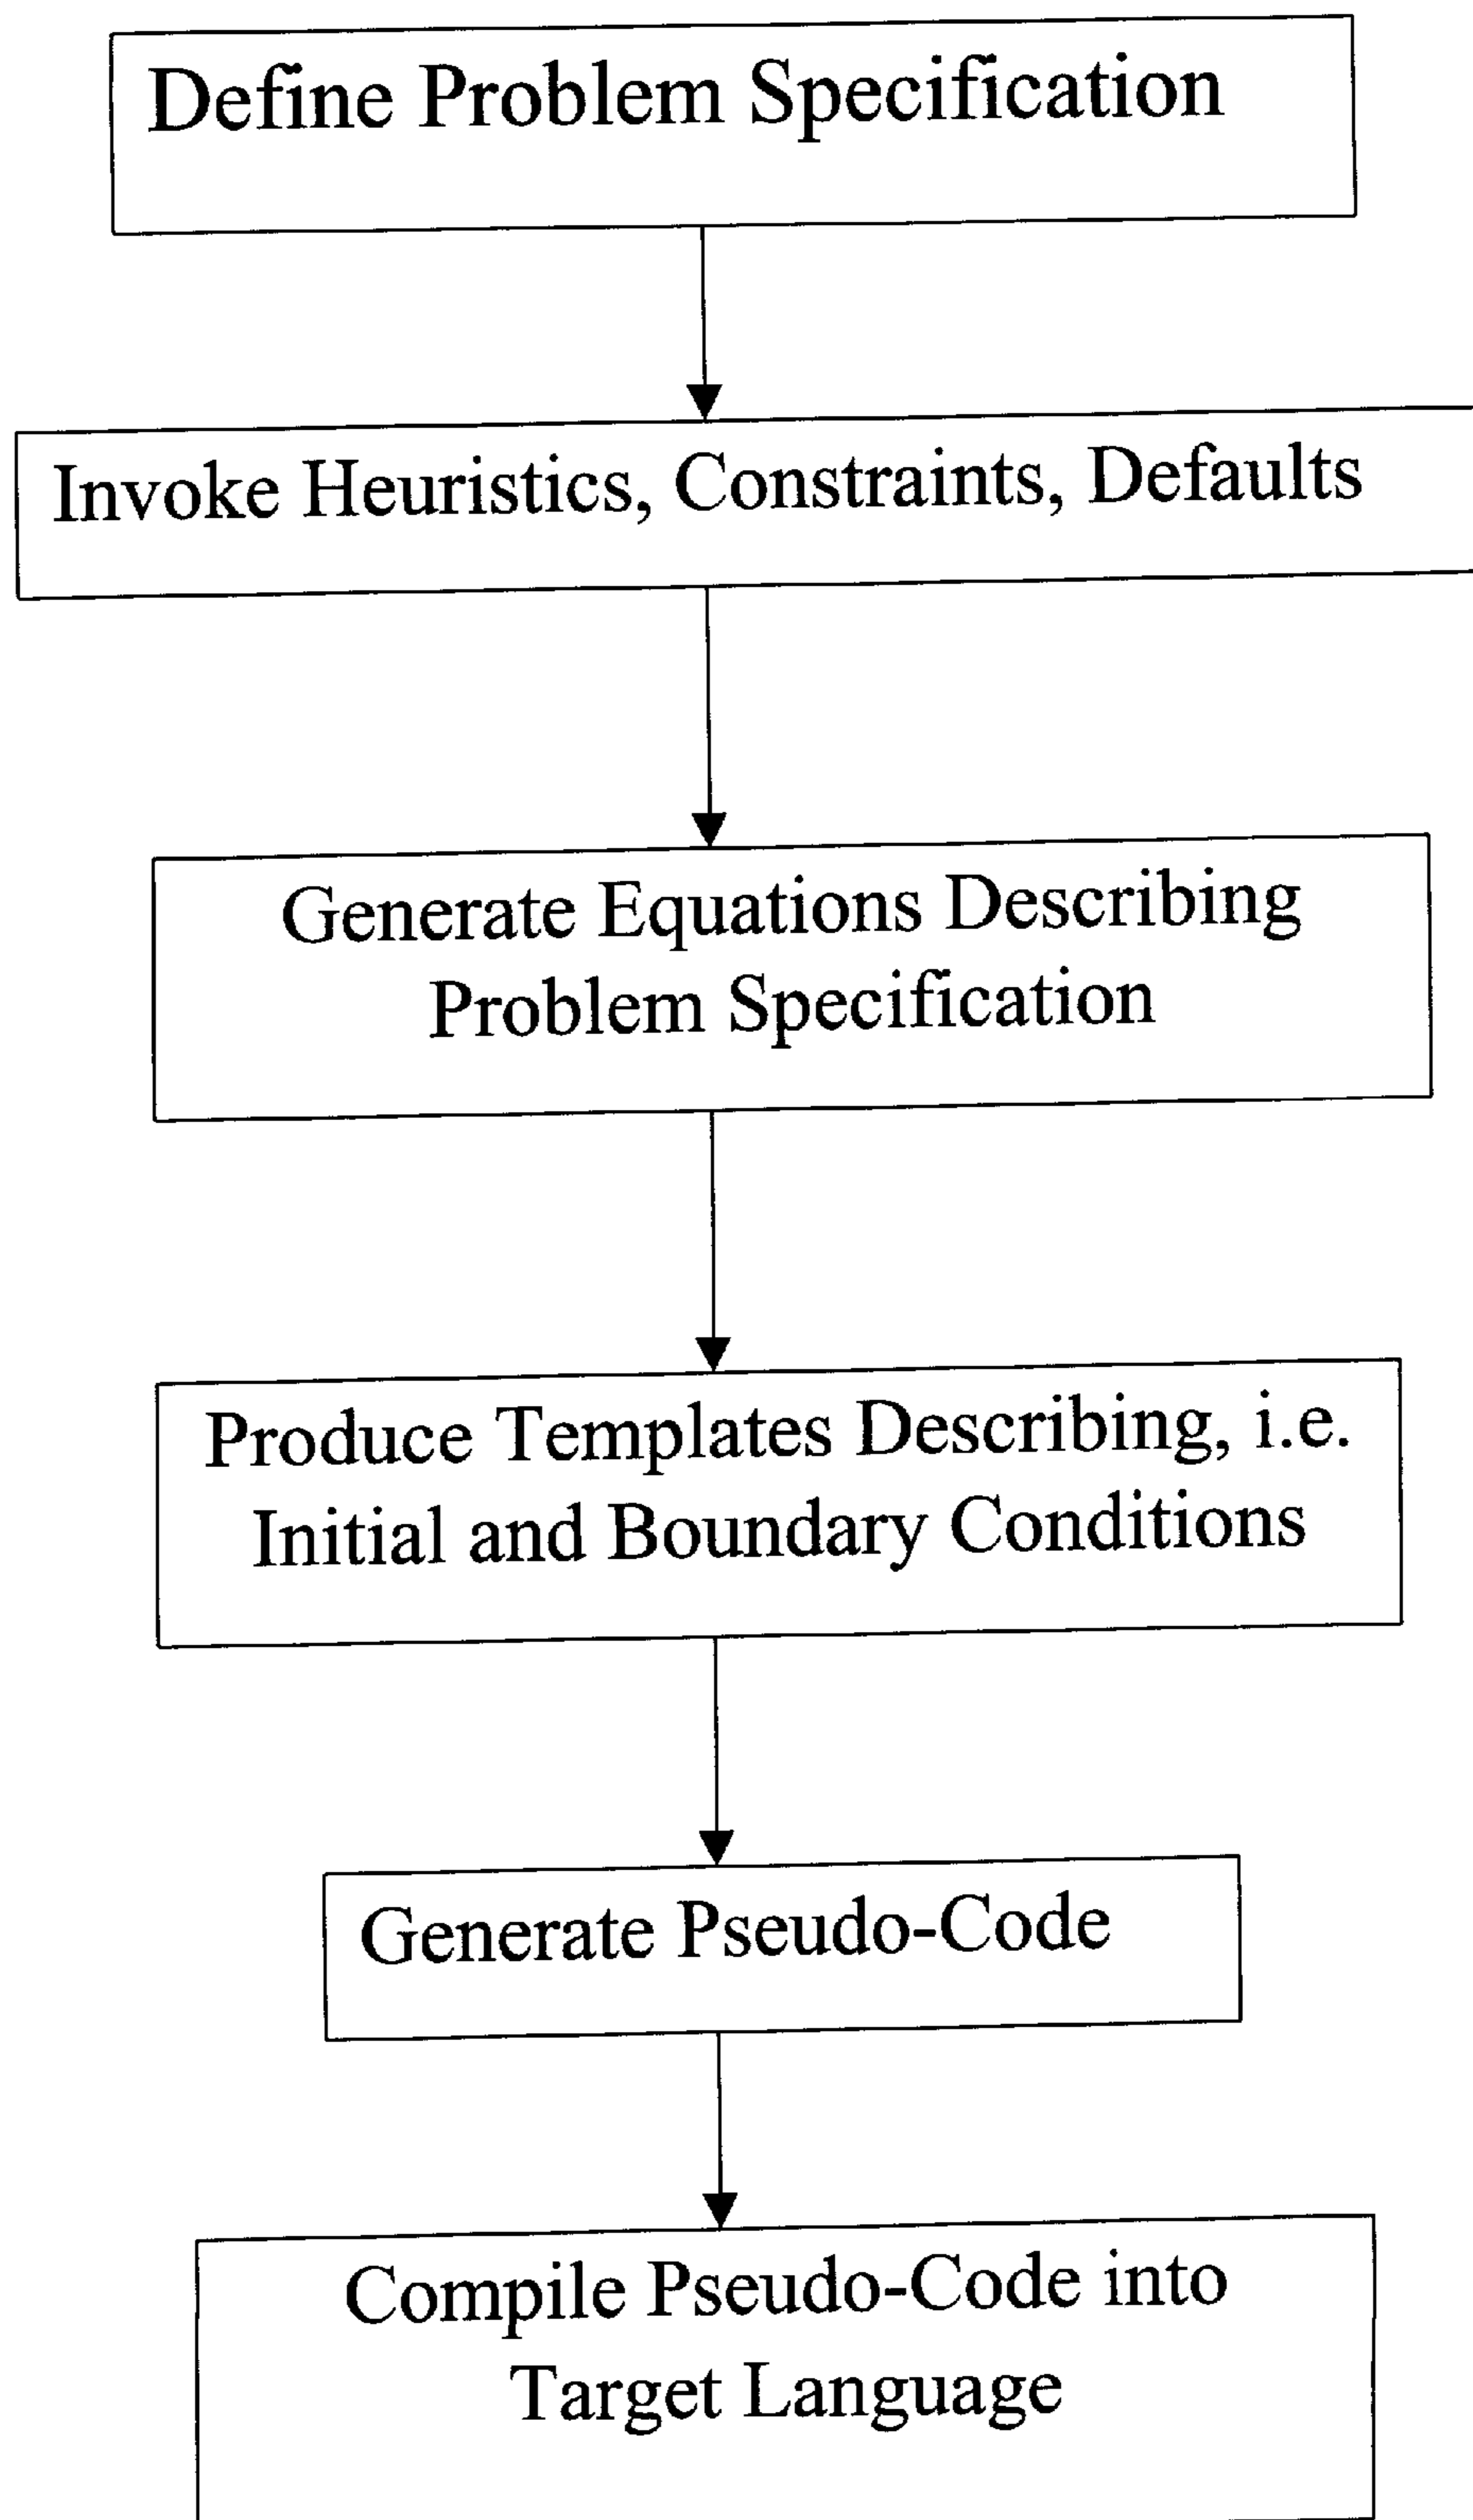 Define Problem Specification
Invoke Heuristics, Constraints, Defaults
Generate Equations Describing
Problem Specification
Produce Templates Describing, i.e.
Initial and Boundary Conditions
Generate Pseudo-Code
Compile Pseudo-Code into
Target Language